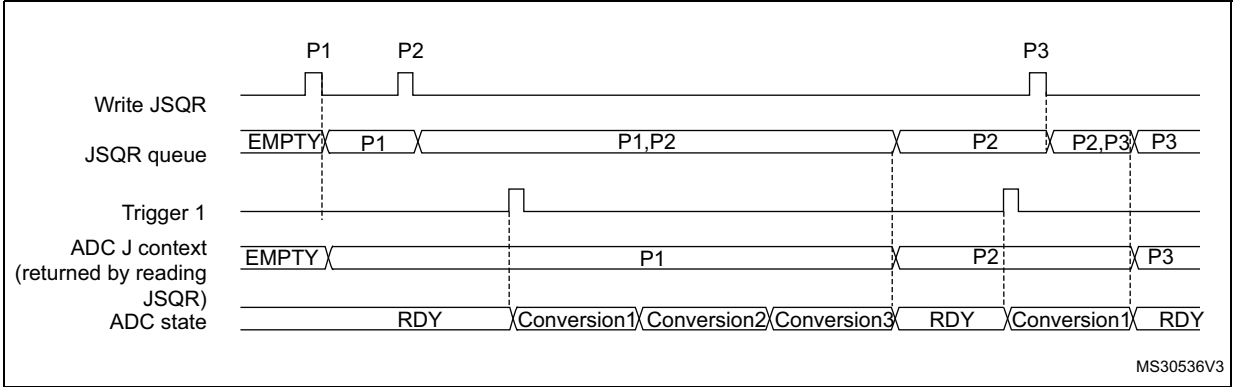 P1 P2 P3
Write JSQR
JSQR queue EMPTY P1 P1,P2 P2 P2,P3 P3
Trigger 1
ADC J context
(returned by reading
JSQR)
EMPTY P1 P2 P3
ADC state RDY Conversion1 Conversion2 Conversion3 RDY Conversion1 RDY
MS30536V3